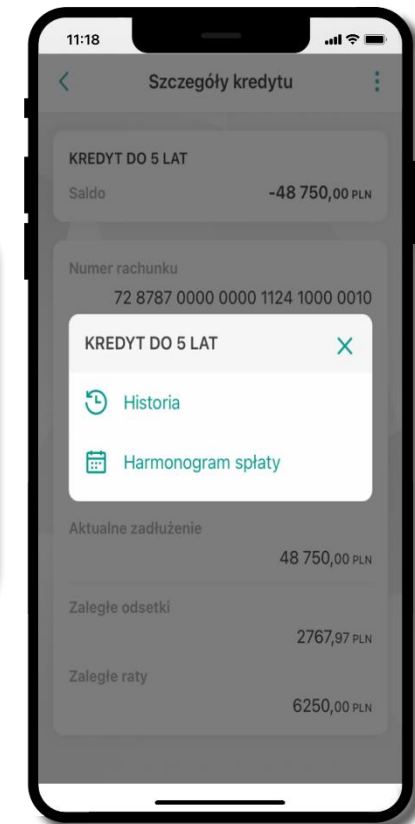 11:18
Szczegóły kredytu
KREDYT DO 5 LAT
Saldo -48 750,00 PLN
Numer rachunku
72 8787 0000 0000 1124 1000 0010
KREDYT DO 5 LAT
Historia
Harmonogram spłaty
Aktualne zadłużenie
48 750,00 PLN
Zaległe odsetki
2767,97 PLN
Zaległe raty
6250,00 PLN